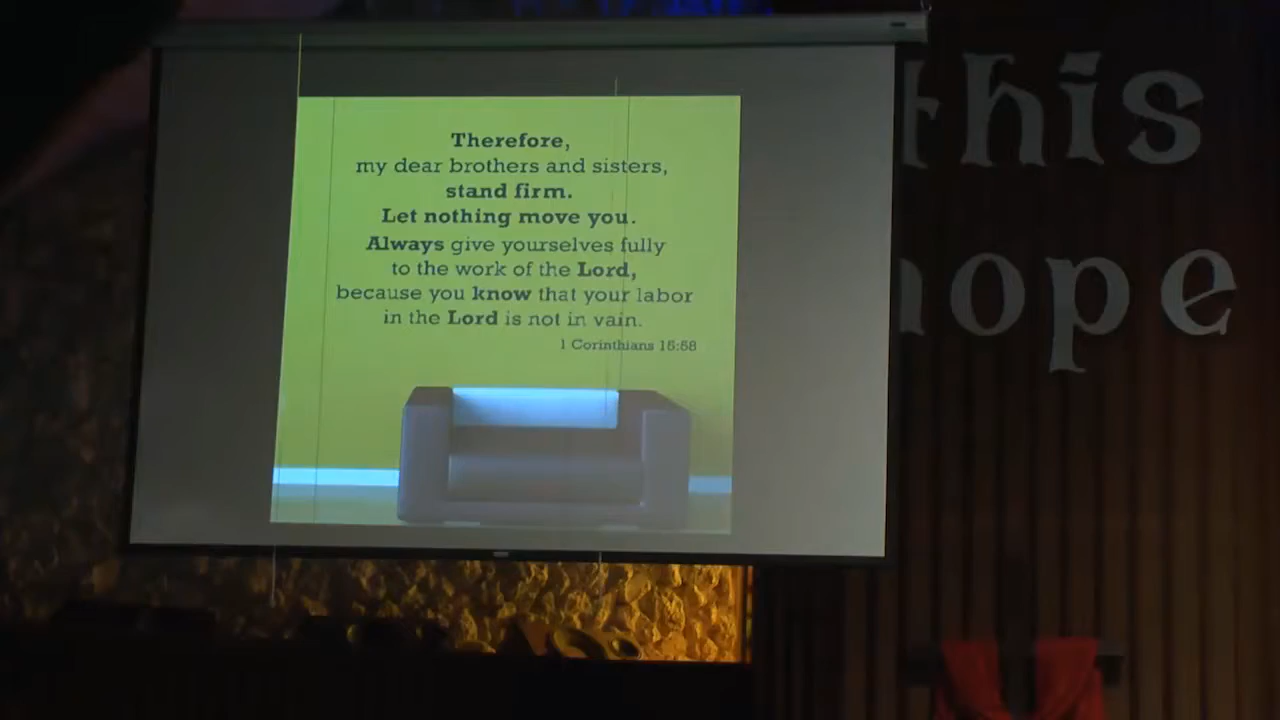 Therefore,
my dear brothers and sisters,
stand firm.
Let nothing move you.
Always give yourselves fully
to the work of the Lord,
because you know that your labor
in the Lord is not in vain.
1 Corinthians 15:58
this
hope